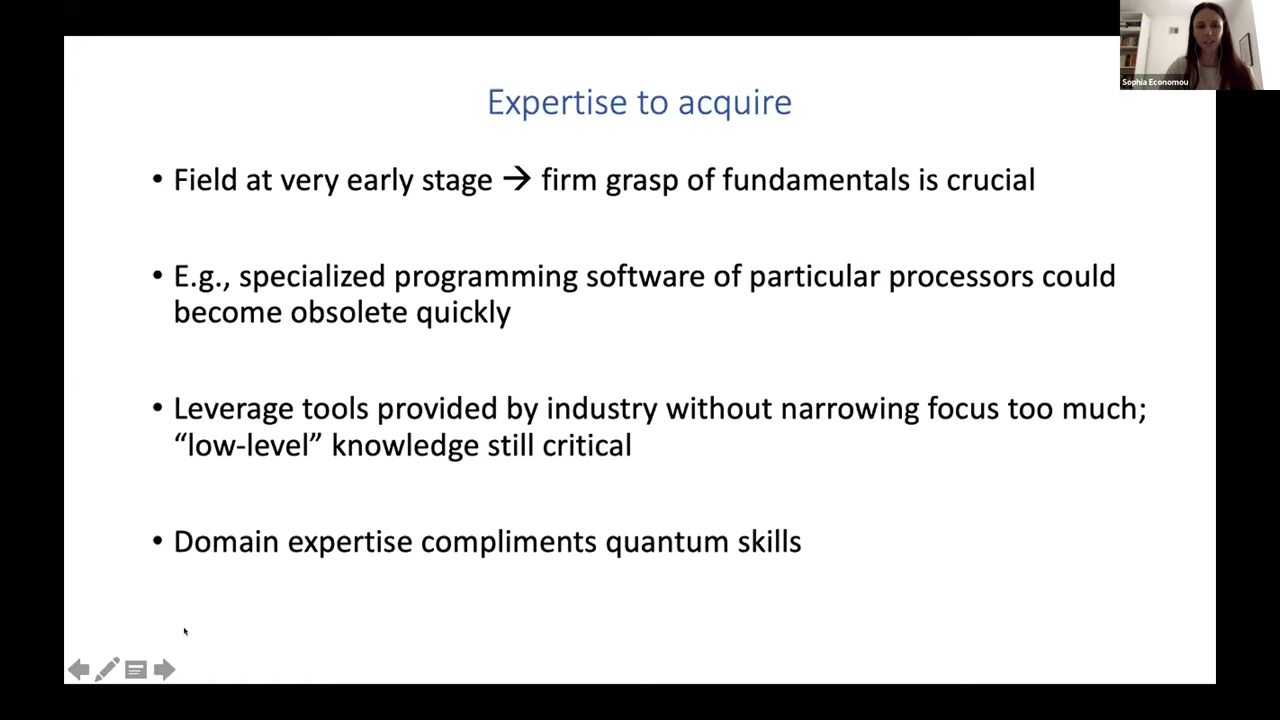 Sophia Economou
Expertise to acquire
• Field at very early stage → firm grasp of fundamentals is crucial
• E.g., specialized programming software of particular processors could
become obsolete quickly
• Leverage tools provided by industry without narrowing focus too much;
“low-level” knowledge still critical
• Domain expertise compliments quantum skills